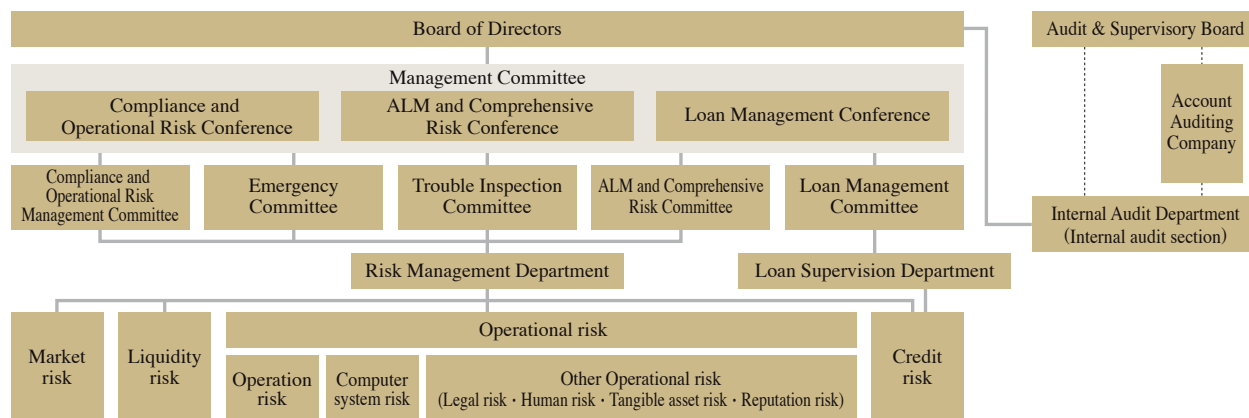 Board of Directors
Audit & Supervisory Board
Management Committee
Compliance and
Operational Risk Conference
ALM and Comprehensive
Risk Conference
Loan Management Conference
Account
Auditing
Company
Compliance and
Operational Risk
Management Committee
Emergency
Committee
Trouble Inspection
Committee
ALM and Comprehensive
Risk Committee
Loan Management
Committee
Internal Audit Department
(Internal audit section)
Risk Management Department
Loan Supervision Department
Market
risk
Liquidity
risk
Operational risk
Operation
risk
Computer
system risk
Other Operational risk
(Legal risk・Human risk・Tangible asset risk・Reputation risk)
Credit
risk